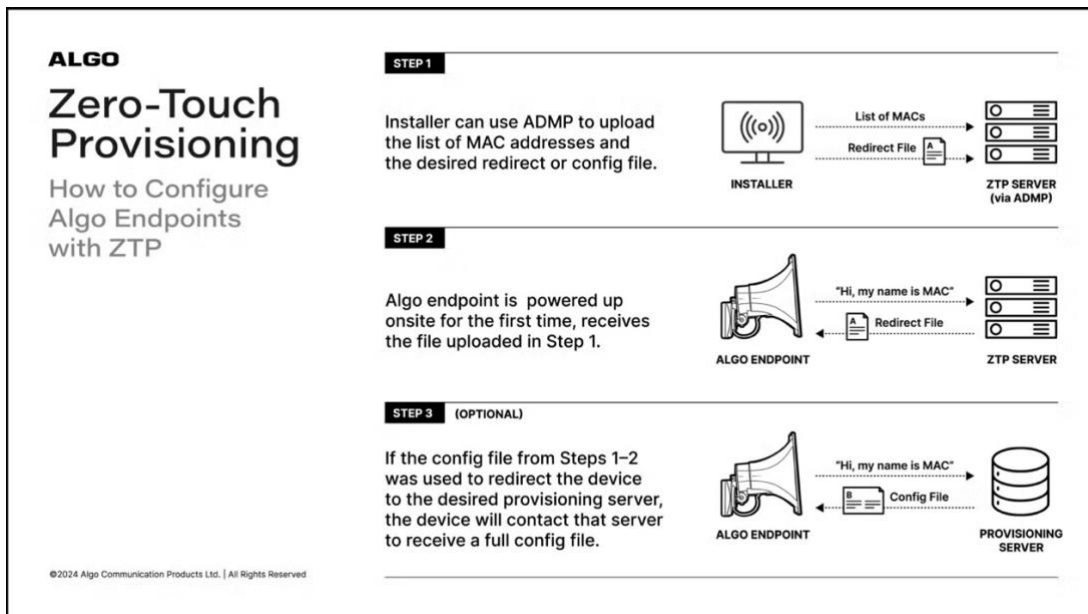 ALGO
Zero-Touch
Provisioning
How to Configure
Algo Endpoints
with ZTP
STEP 1
Installer can use ADMP to upload
the list of MAC addresses and
the desired redirect or config file.
INSTALLER
List of MACs
Redirect File
A
ZTP SERVER
(via ADMP)
STEP 2
Algo endpoint is powered up
onsite for the first time, receives
the file uploaded in Step 1.
ALGO ENDPOINT
"Hi, my name is MAC"
A
Redirect File
ZTP SERVER
STEP 3
(OPTIONAL)
If the config file from Steps 1–2
was used to redirect the device
to the desired provisioning server,
the device will contact that server
to receive a full config file.
ALGO ENDPOINT
"Hi, my name is MAC"
B
Config File
PROVISIONING
SERVER
©2024 Algo Communication Products Ltd. | All Rights Reserved